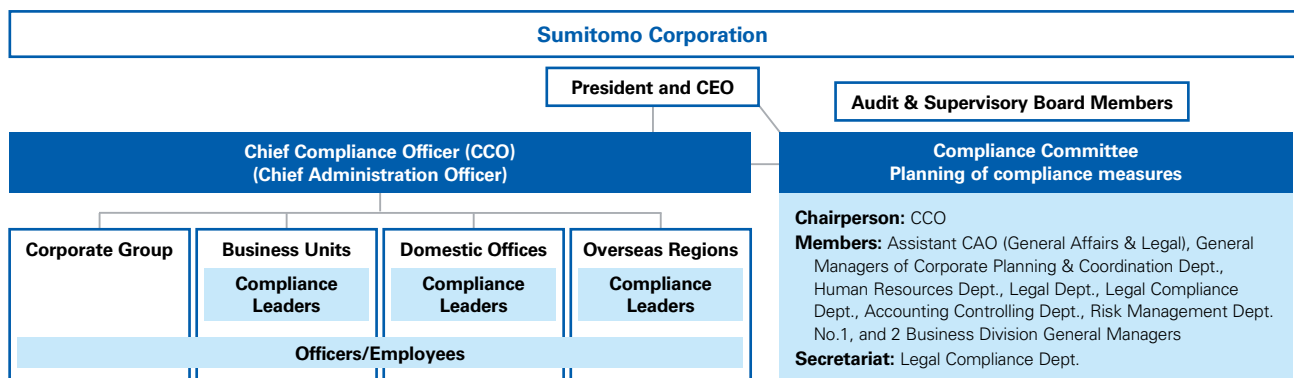 Sumitomo Corporation
President and CEO
Audit & Supervisory Board Members
Chief Compliance Officer (CCO)
(Chief Administration Officer)
Compliance Committee
Planning of compliance measures
Corporate Group
Business Units
Compliance
Leaders
Domestic Offices
Compliance
Leaders
Overseas Regions
Compliance
Leaders
Officers/Employees
Chairperson: CCO
Members: Assistant CAO (General Affairs & Legal), General
Managers of Corporate Planning & Coordination Dept.,
Human Resources Dept., Legal Dept., Legal Compliance
Dept., Accounting Controlling Dept., Risk Management Dept.
No.1, and 2 Business Division General Managers
Secretariat: Legal Compliance Dept.